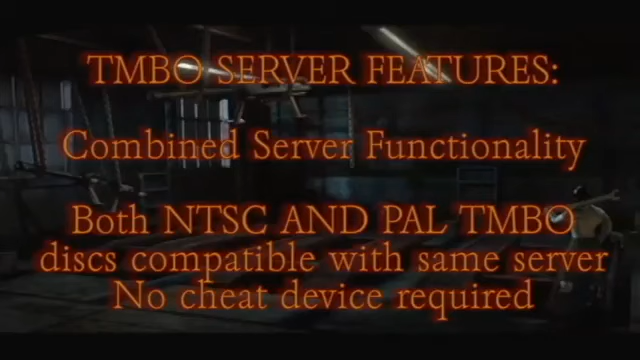 TMBO SERVER FEATURES:
Combined Server Functionality
Both NTSC AND PAL TMBO
discs compatible with same server
No cheat device required